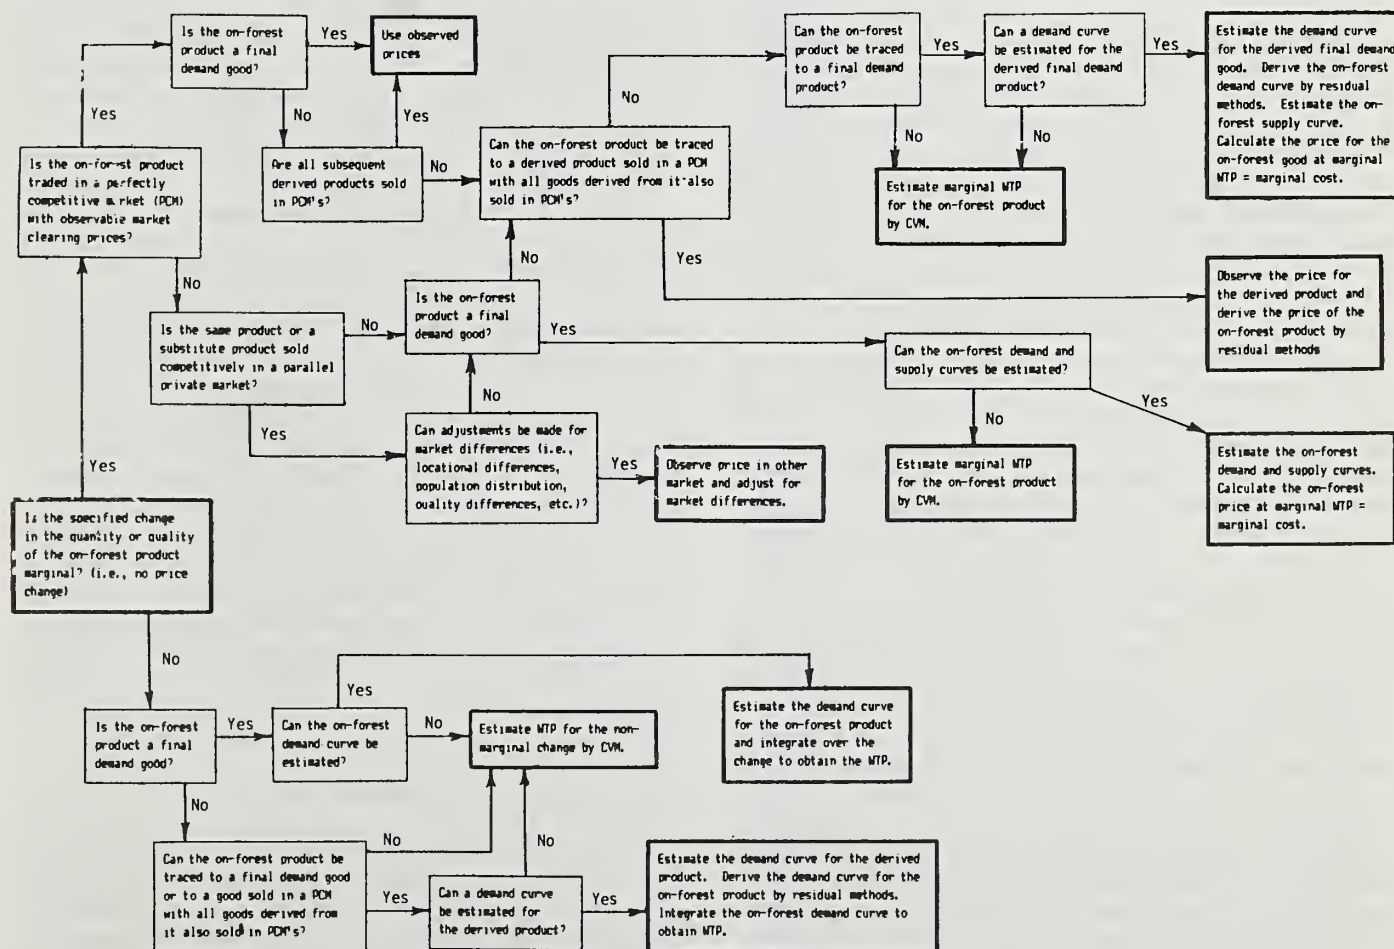 Is the on-forest
product a final
demand good?
Yes
Use observed
prices
No
Yes
Yes
Is the on-forest product
traded in a perfectly
competitive market (PCM)
with observable market
clearing prices?
Are all subsequent
derived products sold
in PCM's?
No
Can the on-forest product be traced
to a derived product sold in a PCM
with all goods derived from it also
sold in PCM's?
No
Can the on-forest
product be traced
to a final demand
product?
Yes
Can a demand curve
be estimated for the
derived final demand
product?
Yes
Estimate the demand curve
for the derived final demand
good. Derive the on-forest
demand curve by residual
methods. Estimate the on-
forest supply curve.
Calculate the price for the
on-forest good at marginal
WTP = marginal cost.
No
No
Estimate marginal WTP
for the on-forest product
by CVM.
No
Yes
No
Is the same product or a
substitute product sold
competitively in a parallel
private market?
No
Is the on-forest
product a final
demand good?
Yes
Observe the price for
the derived product and
derive the price of the
on-forest product by
residual methods
Can the on-forest demand and
supply curves be estimated?
No
Yes
Can adjustments be made for
market differences (i.e.,
locational differences,
population distribution,
quality differences, etc.)?
Yes
Observe price in other
market and adjust for
market differences.
No
Yes
Estimate marginal WTP
for the on-forest product
by CVM.
Estimate the on-forest
demand and supply curves.
Calculate the on-forest
price at marginal WTP =
marginal cost.
Yes
Is the specified change
in the quantity or quality
of the on-forest product
marginal? (i.e., no price
change)
No
Is the on-forest
product a final
demand good?
Yes
Can the on-forest
demand curve be
estimated?
Yes
No
Estimate WTP for the non-
marginal change by CVM.
Estimate the demand curve
for the on-forest product
and integrate over the
change to obtain the WTP.
No
Can the on-forest product be
traced to a final demand good
or to a good sold in a PCM
with all goods derived from
it also sold in PCM's?
No
Yes
Can a demand curve
be estimated for
the derived product?
No
Yes
Estimate the demand curve for the derived
product. Derive the demand curve for the
on-forest product by residual methods.
Integrate the on-forest demand curve to
obtain WTP.